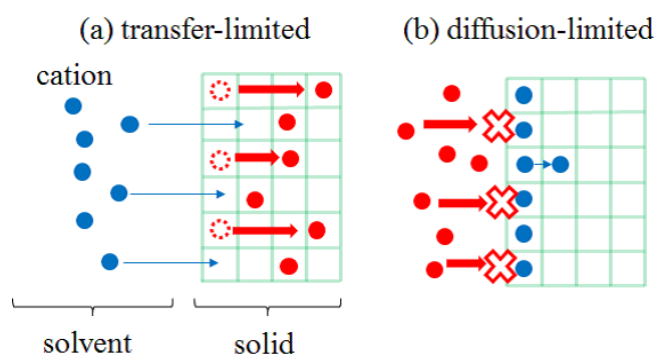 (a) transfer-limited
(b) diffusion-limited
cation
solvent
solid